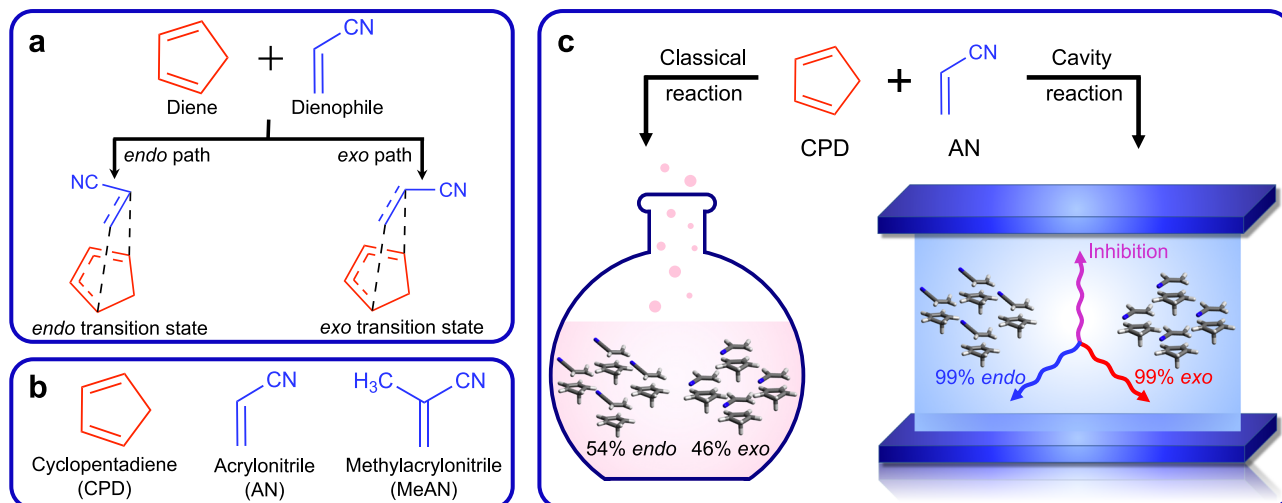 a
CN
Diene
Dienophile
endo path
exo path
NC
CN
endo transition state
exo transition state
b
CN
H₃C
CN
Cyclopentadiene
(CPD)
Acrylonitrile
(AN)
Methylacrylonitrile
(MeAN)
c
Classical
reaction
CN
Cavity
reaction
CPD
AN
54% endo
46% exo
Inhibition
99% endo
99% exo